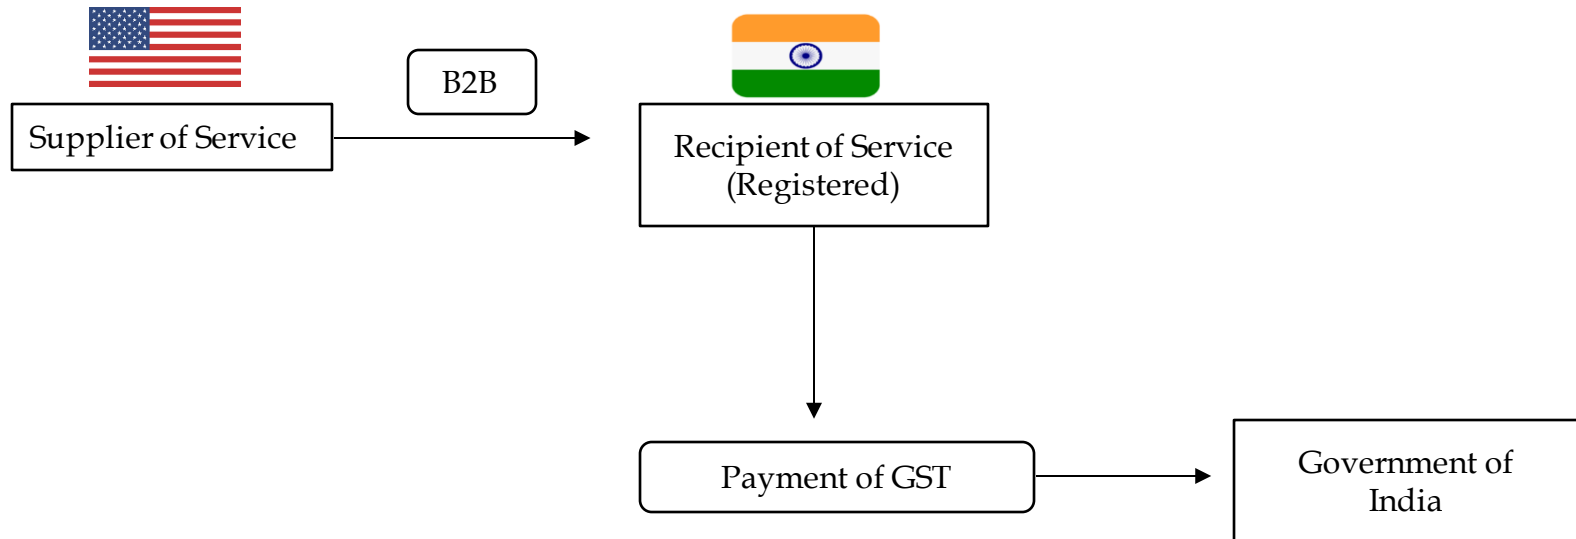 B2B
Supplier of Service
Recipient of Service
(Registered)
Payment of GST
Government of
India